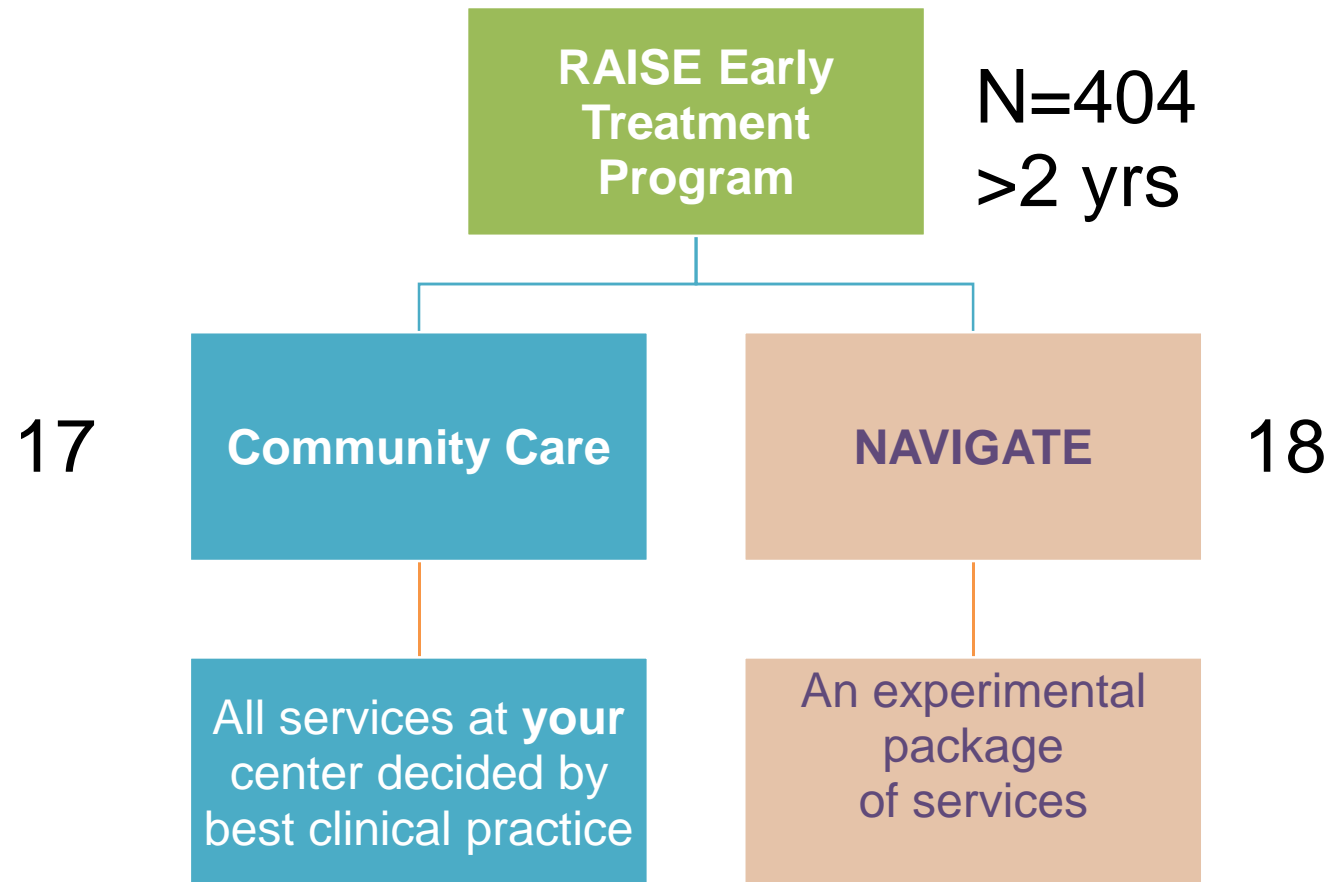 RAISE Early
Treatment
Program
N=404
>2 yrs
17
Community Care
NAVIGATE
18
All services at your
center decided by
best clinical practice
An experimental
package
of services